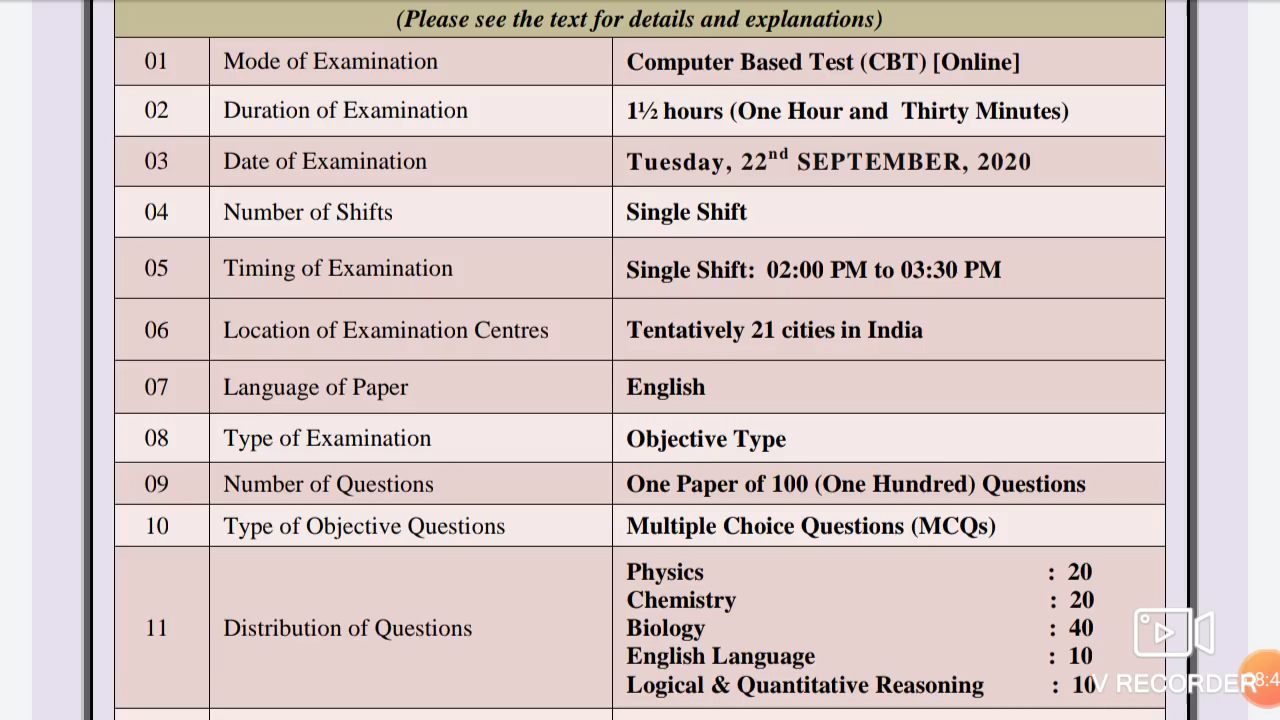 (Please see the text for details and explanations)
01 Mode of Examination Computer Based Test (CBT) [Online]
02 Duration of Examination 1½ hours (One Hour and Thirty Minutes)
03 Date of Examination Tuesday, 22nd SEPTEMBER, 2020
04 Number of Shifts Single Shift
05 Timing of Examination Single Shift: 02:00 PM to 03:30 PM
06 Location of Examination Centres Tentatively 21 cities in India
07 Language of Paper English
08 Type of Examination Objective Type
09 Number of Questions One Paper of 100 (One Hundred) Questions
10 Type of Objective Questions Multiple Choice Questions (MCQs)
11 Distribution of Questions
Physics : 20
Chemistry : 20
Biology : 40
English Language : 10
Logical & Quantitative Reasoning : 10
V RECORDER